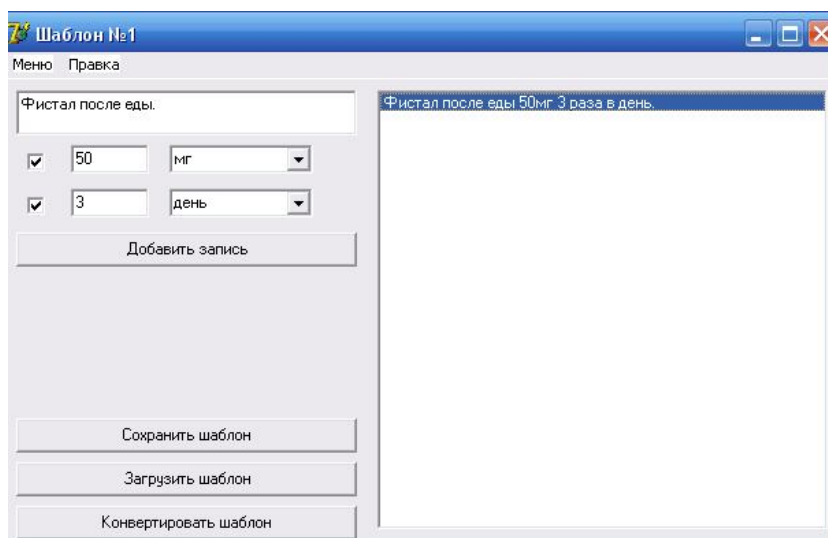 Шаблон №1
Меню Правка
Фистал после еды.
50 мг
3 день
Добавить запись
Сохранить шаблон
Загрузить шаблон
Конвертировать шаблон
Фистал после еды 50мг 3 раза в день.